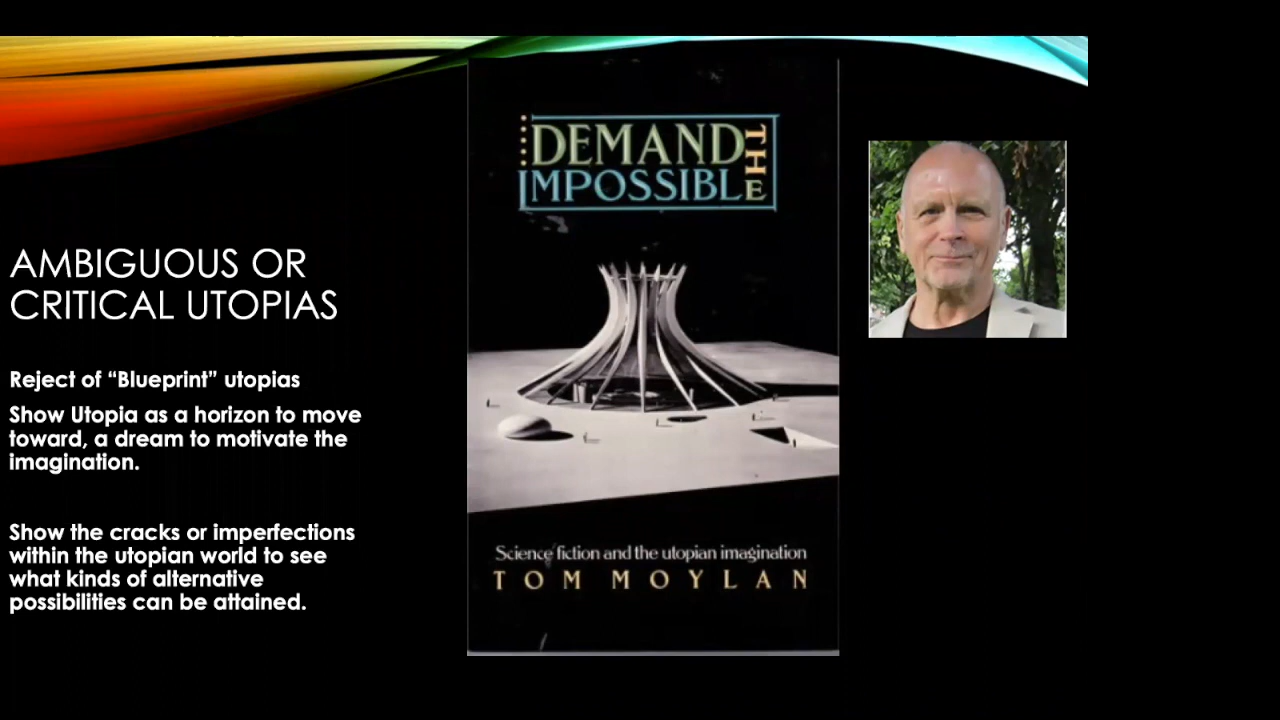 AMBIGUOUS OR
CRITICAL UTOPIAS
Reject of “Blueprint” utopias
Show Utopia as a horizon to move
toward, a dream to motivate the
imagination.
Show the cracks or imperfections
within the utopian world to see
what kinds of alternative
possibilities can be attained.
DEMAND THE
IMPOSSIBLE
Science fiction and the utopian imagination
TOM MOYLAN